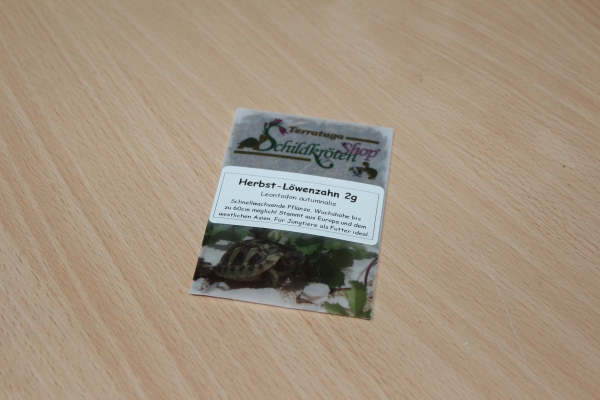 Terratuga
Schildkröten Shop
Herbst-Löwenzahn 2g
Leontodon autumnalis
Schnellwachsende Pflanze, Wuchshöhe bis
zu 60cm möglich! Stammt aus Europa und dem
westlichen Asien. Für Jungtiere als Futter ideal.